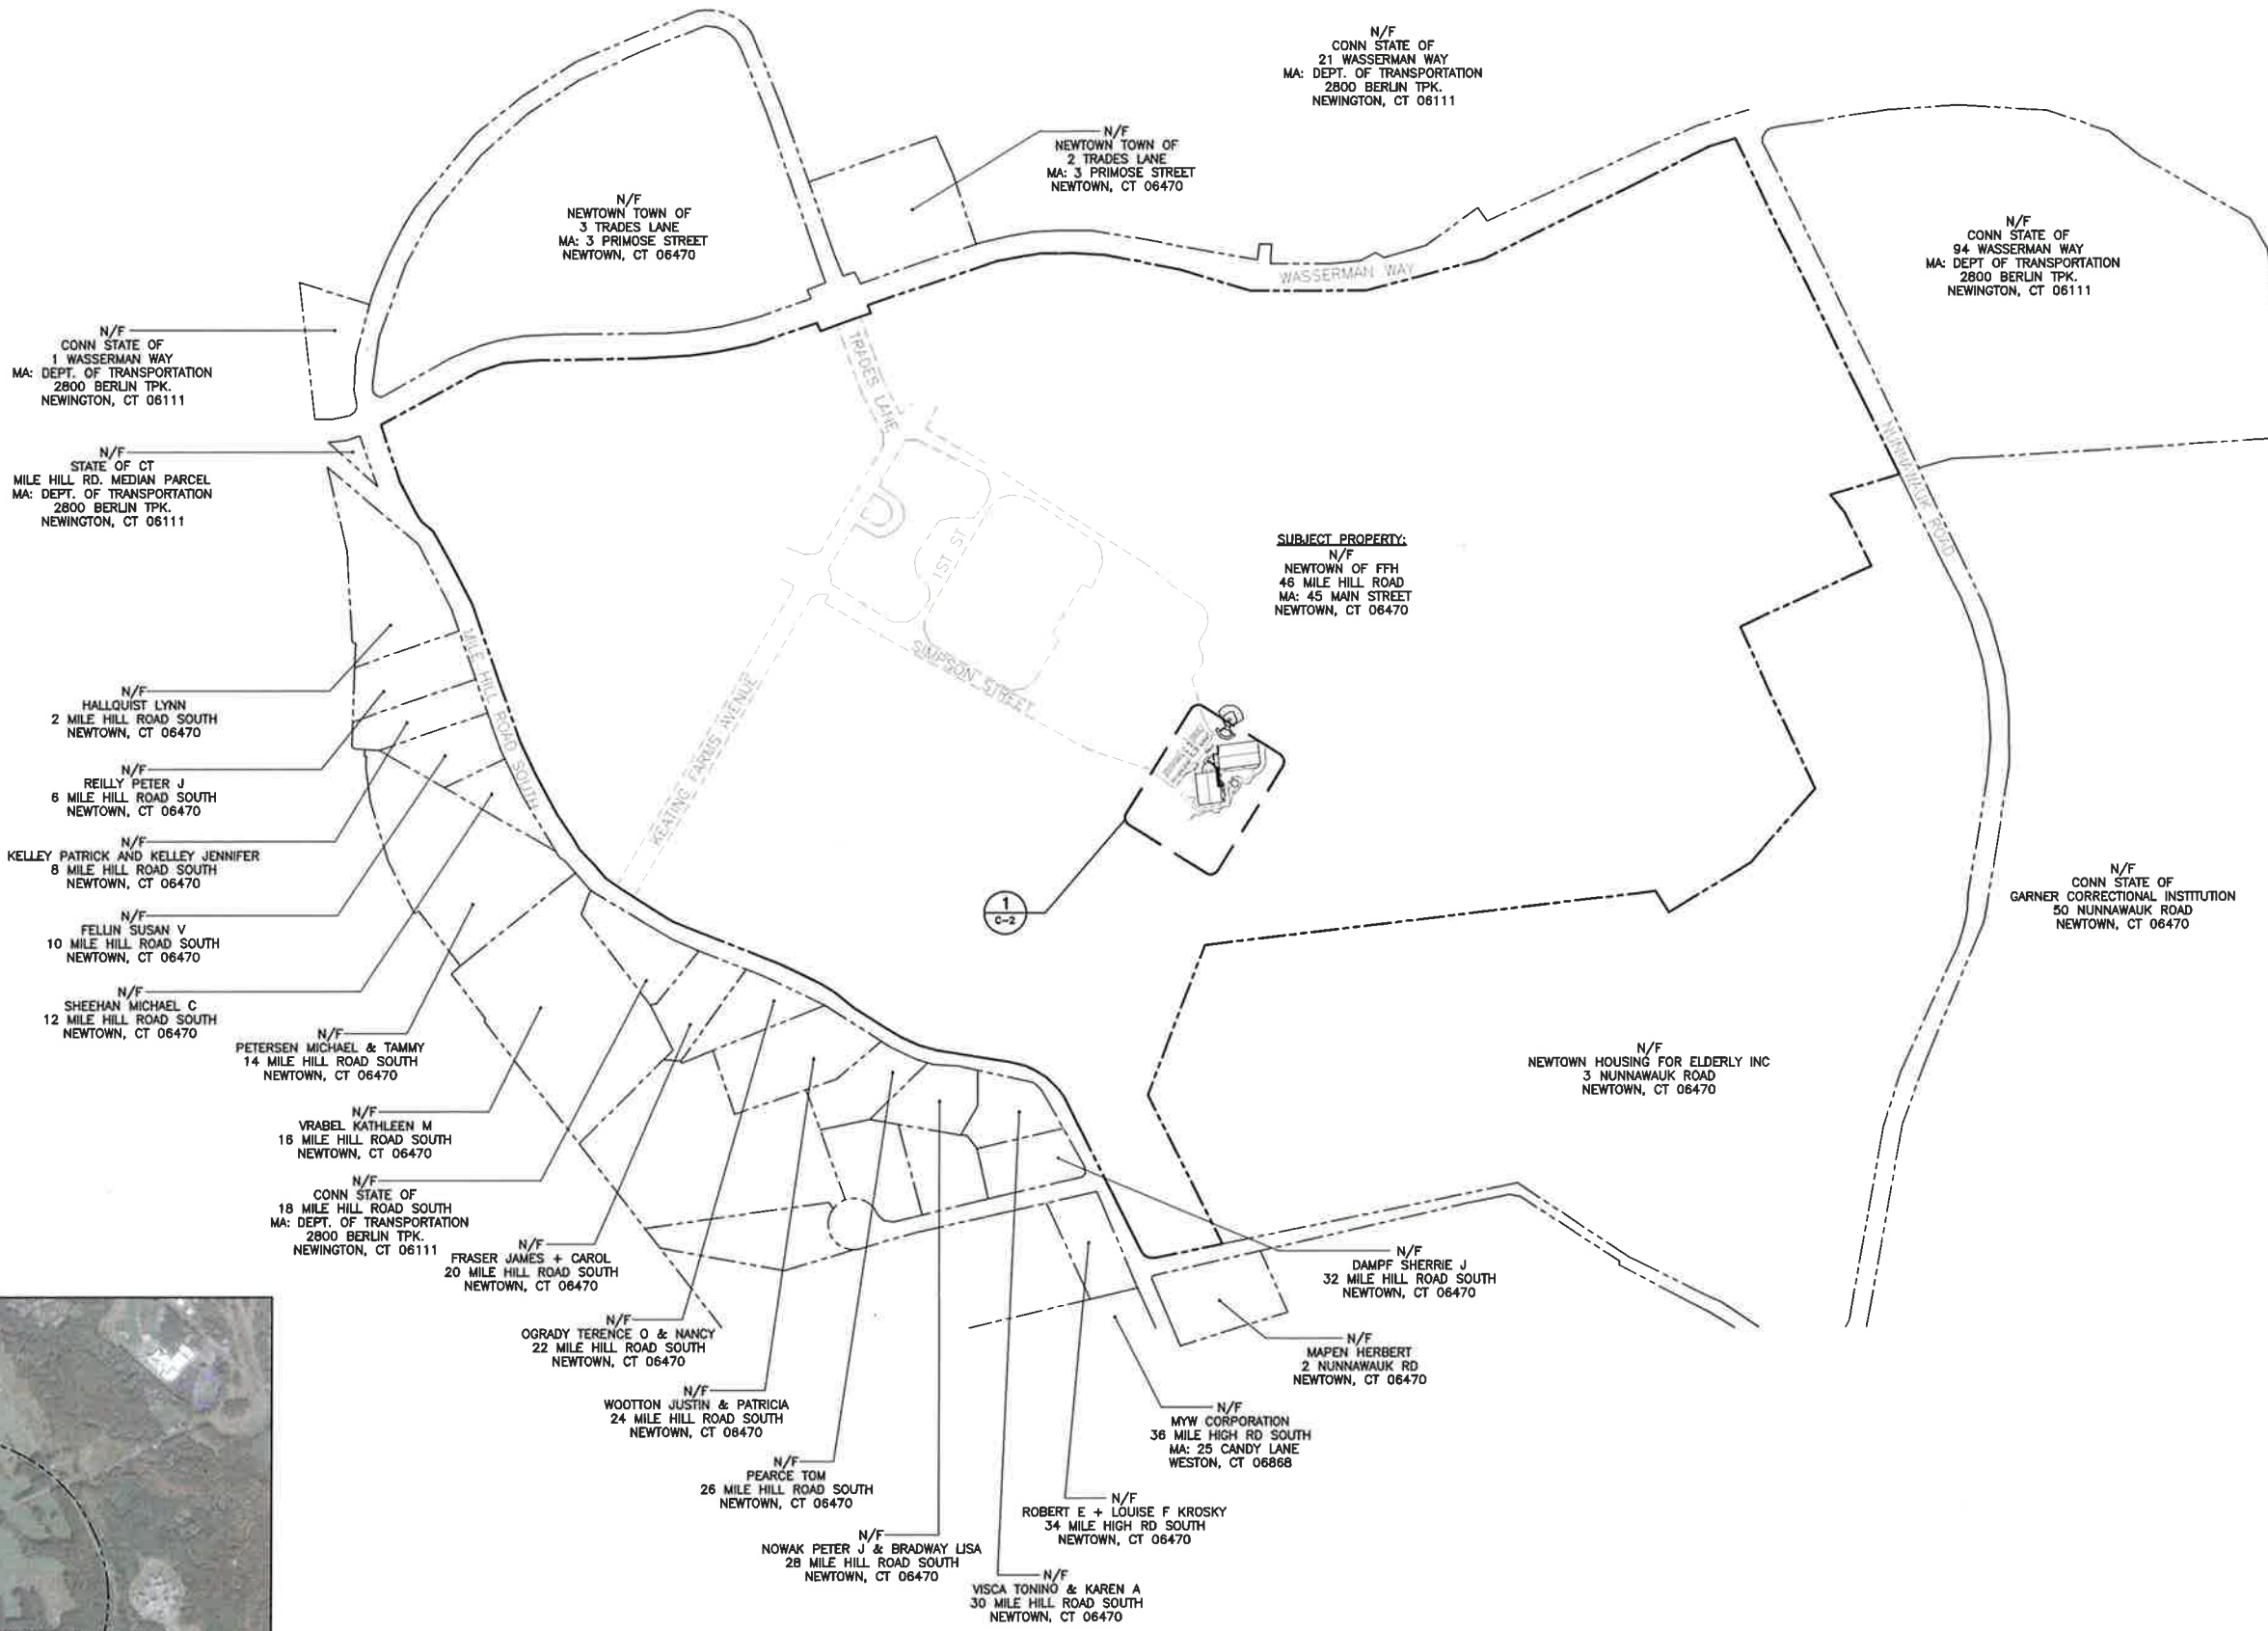 N/F
CONN STATE OF
21 WASSERMAN WAY
MA: DEPT. OF TRANSPORTATION
2800 BERLIN TPK.
NEWINGTON, CT 06111
N/F
NEWTOWN TOWN OF
2 TRADES LANE
MA: 3 PRIMOSE STREET
NEWTOWN, CT 06470
N/F
NEWTOWN TOWN OF
3 TRADES LANE
MA: 3 PRIMOSE STREET
NEWTOWN, CT 06470
N/F
CONN STATE OF
94 WASSERMAN WAY
MA: DEPT OF TRANSPORTATION
2800 BERLIN TPK.
NEWINGTON, CT 06111
WASSERMAN WAY
N/F
CONN STATE OF
1 WASSERMAN WAY
MA: DEPT. OF TRANSPORTATION
2800 BERLIN TPK.
NEWINGTON, CT 06111
TRADES LANE
N/F
STATE OF CT
MILE HILL RD. MEDIAN PARCEL
MA: DEPT. OF TRANSPORTATION
2800 BERLIN TPK.
NEWINGTON, CT 06111
NUNNAWAUK ROAD
1ST ST
SUBJECT PROPERTY:
N/F
NEWTOWN OF FFH
46 MILE HILL ROAD
MA: 45 MAIN STREET
NEWTOWN, CT 06470
MILE HILL ROAD SOUTH
SIMPSON STREET
KEATING FARMS AVENUE
N/F
HALLQUIST LYNN
2 MILE HILL ROAD SOUTH
NEWTOWN, CT 06470
N/F
REILLY PETER J
6 MILE HILL ROAD SOUTH
NEWTOWN, CT 06470
N/F
KELLEY PATRICK AND KELLEY JENNIFER
8 MILE HILL ROAD SOUTH
NEWTOWN, CT 06470
N/F
FELLIN SUSAN V
10 MILE HILL ROAD SOUTH
NEWTOWN, CT 06470
1
C-2
N/F
CONN STATE OF
GARNER CORRECTIONAL INSTITUTION
50 NUNNAWAUK ROAD
NEWTOWN, CT 06470
N/F
SHEEHAN MICHAEL C
12 MILE HILL ROAD SOUTH
NEWTOWN, CT 06470
N/F
PETERSEN MICHAEL & TAMMY
14 MILE HILL ROAD SOUTH
NEWTOWN, CT 06470
N/F
NEWTOWN HOUSING FOR ELDERLY INC
3 NUNNAWAUK ROAD
NEWTOWN, CT 06470
N/F
VRABEL KATHLEEN M
16 MILE HILL ROAD SOUTH
NEWTOWN, CT 06470
N/F
CONN STATE OF
18 MILE HILL ROAD SOUTH
MA: DEPT. OF TRANSPORTATION
2800 BERLIN TPK.
NEWINGTON, CT 06111
N/F
FRASER JAMES + CAROL
20 MILE HILL ROAD SOUTH
NEWTOWN, CT 06470
N/F
DAMPF SHERRIE J
32 MILE HILL ROAD SOUTH
NEWTOWN, CT 06470
N/F
OGRADY TERENCE O & NANCY
22 MILE HILL ROAD SOUTH
NEWTOWN, CT 06470
N/F
MAPEN HERBERT
2 NUNNAWAUK RD
NEWTOWN, CT 06470
N/F
WOOTTON JUSTIN & PATRICIA
24 MILE HILL ROAD SOUTH
NEWTOWN, CT 06470
N/F
MYW CORPORATION
36 MILE HIGH RD SOUTH
MA: 25 CANDY LANE
WESTON, CT 06868
N/F
PEARCE TOM
26 MILE HILL ROAD SOUTH
NEWTOWN, CT 06470
N/F
ROBERT E + LOUISE F KROSKY
34 MILE HIGH RD SOUTH
NEWTOWN, CT 06470
N/F
NOWAK PETER J & BRADWAY LISA
28 MILE HILL ROAD SOUTH
NEWTOWN, CT 06470
N/F
VISCA TONINO & KAREN A
30 MILE HILL ROAD SOUTH
NEWTOWN, CT 06470